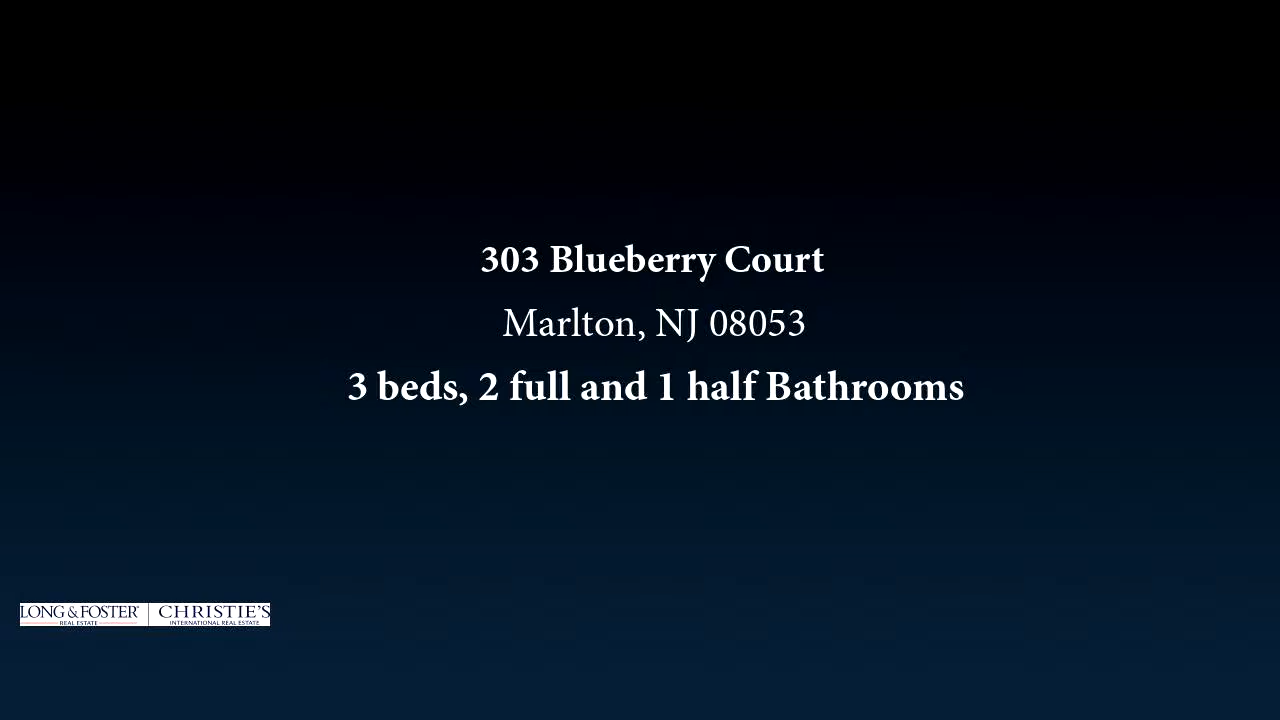 303 Blueberry Court
Marlton, NJ 08053
3 beds, 2 full and 1 half Bathrooms
LONG & FOSTER
REAL ESTATE
CHRISTIE'S
INTERNATIONAL REAL ESTATE